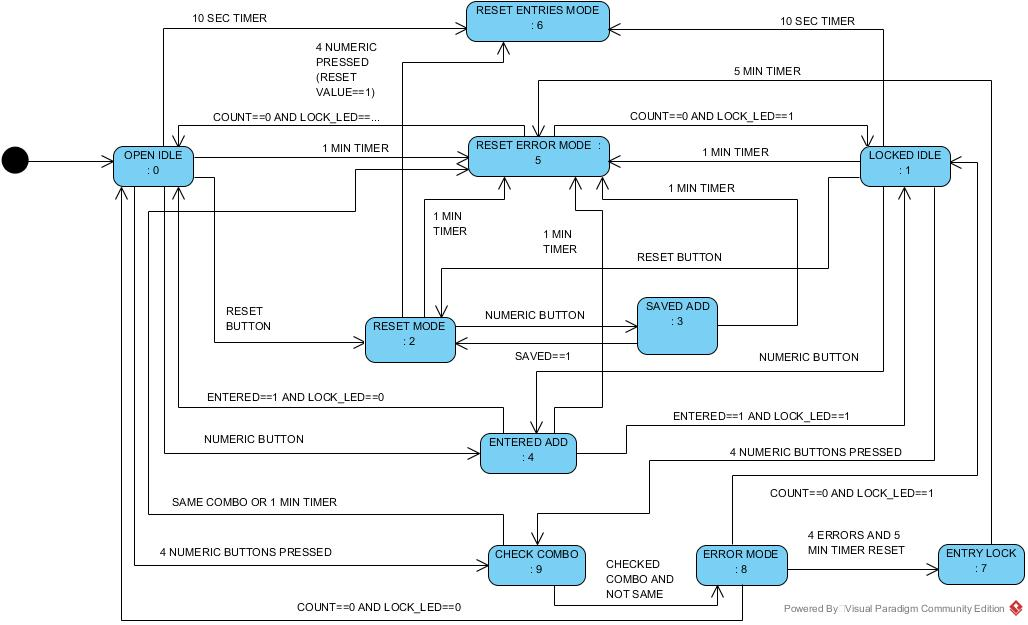 RESET ENTRIES MODE
: 6
10 SEC TIMER
10 SEC TIMER
4 NUMERIC
PRESSED
(RESET
VALUE==1)
5 MIN TIMER
COUNT==0 AND LOCK_LED==...
COUNT==0 AND LOCK_LED==1
OPEN IDLE
: 0
1 MIN TIMER
RESET ERROR MODE :
5
1 MIN TIMER
LOCKED IDLE
: 1
1 MIN TIMER
1 MIN
TIMER
1 MIN
TIMER
RESET BUTTON
RESET
BUTTON
RESET MODE
: 2
NUMERIC BUTTON
SAVED ADD
: 3
SAVED==1
NUMERIC BUTTON
ENTERED==1 AND LOCK_LED==0
ENTERED==1 AND LOCK_LED==1
NUMERIC BUTTON
ENTERED ADD
: 4
4 NUMERIC BUTTONS PRESSED
COUNT==0 AND LOCK_LED==1
SAME COMBO OR 1 MIN TIMER
4 NUMERIC BUTTONS PRESSED
CHECK COMBO
: 9
CHECKED
COMBO AND
NOT SAME
ERROR MODE
: 8
4 ERRORS AND 5
MIN TIMER RESET
ENTRY LOCK
: 7
COUNT==0 AND LOCK_LED==0
Powered By Visual Paradigm Community Edition